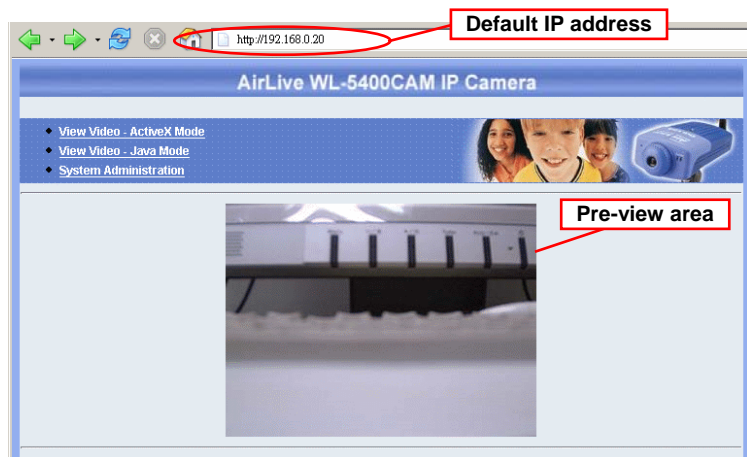 Default IP address
http://192.168.0.20
AirLive WL-5400CAM IP Camera
View Video - ActiveX Mode
View Video - Java Mode
System Administration
Pre-view area